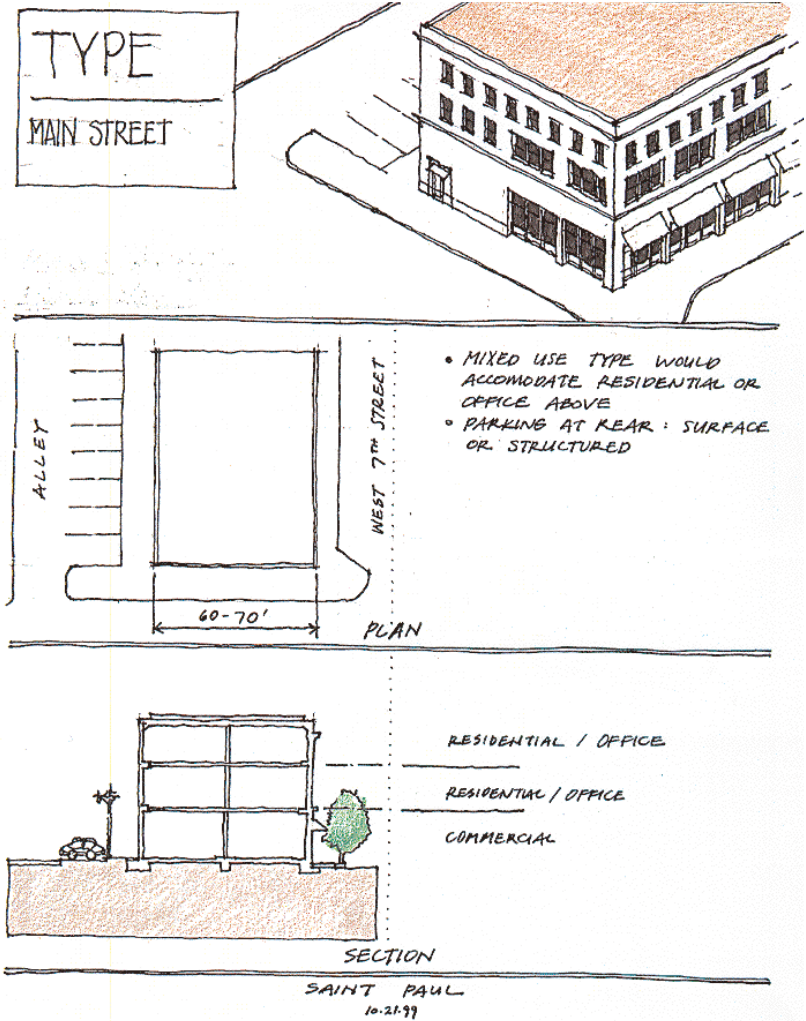 TYPE
MAIN STREET
• MIXED USE TYPE WOULD
ACCOMODATE RESIDENTIAL OR
OFFICE ABOVE
• PARKING AT REAR : SURFACE
OR STRUCTURED
ALLEY
WEST 7TH STREET
60-70'
PLAN
RESIDENTIAL / OFFICE
RESIDENTIAL / OFFICE
COMMERCIAL
SECTION
SAINT PAUL
10.21.99